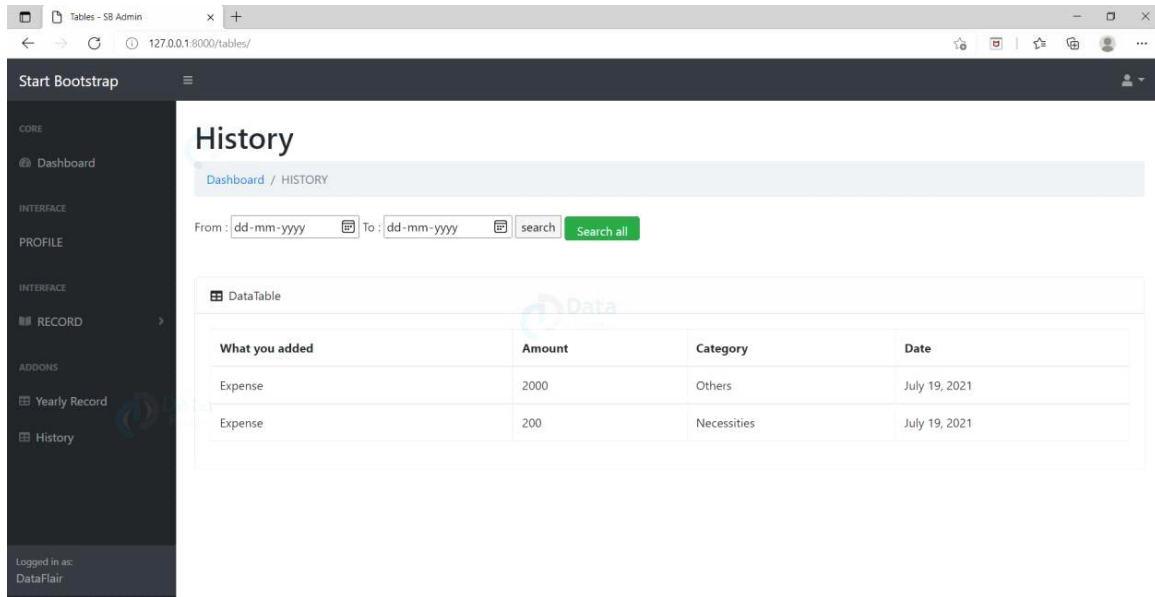 Tables - SB Admin
127.0.0.1:8000/tables/
Start Bootstrap
CORE
Dashboard
INTERFACE
PROFILE
INTERFACE
RECORD
ADDONS
Yearly Record
History
Logged in as:
DataFlair
History
Dashboard / HISTORY
From : dd-mm-yyyy To : dd-mm-yyyy search Search all
DataTable
What you added Amount Category Date
Expense 2000 Others July 19, 2021
Expense 200 Necessities July 19, 2021
Data
Data